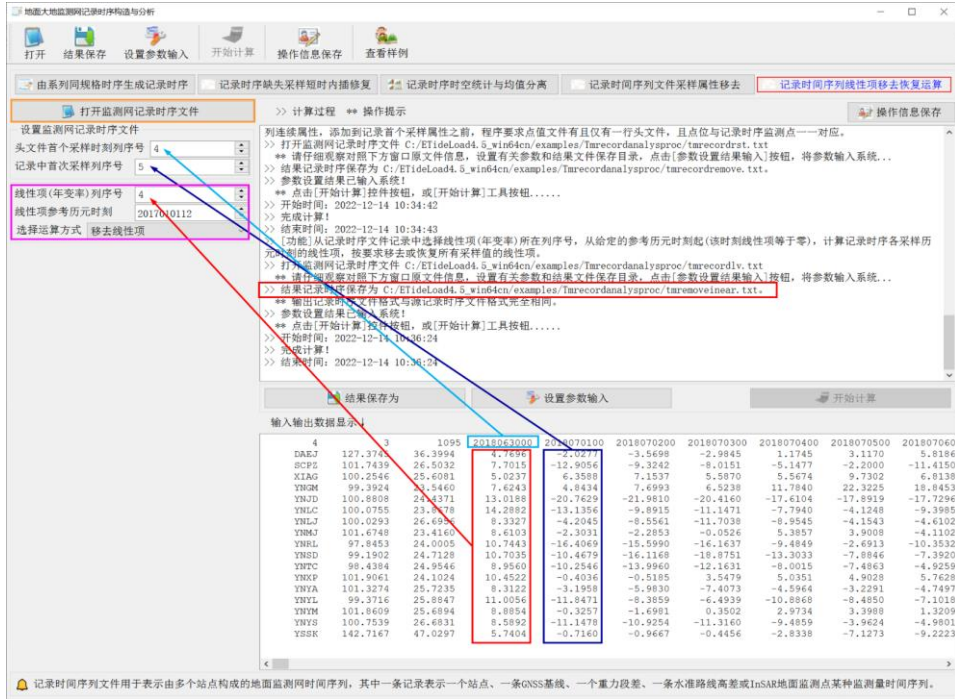 地面大地监测网记录时序构造与分析
打开 结果保存 设置参数输入 开始计算 操作信息保存 查看样例
由系列同规格时序生成记录时序 记录时序缺失采样短时内插修复 记录时序时空统计与均值分离 记录时间序列文件采样属性移去 记录时间序列线性项移去恢复运算
打开监测网记录时序文件
>> 计算过程 ** 操作提示
操作信息保存
设置监测网记录时序文件
头文件首个采样时刻列序号 4
记录中首次采样列序号 5
线性项(年变率)列序号 4
线性项参考历元时刻 2017010112
选择运算方式 移去线性项
列连续属性，添加到记录首个采样属性之前，程序要求点值文件有且仅有一行头文件，且点位与记录时序监测点一一对应。
>> 打开监测网记录时序文件 C:/ETideLoad4.5_win64cn/examples/Tmrecordanalysproc/tmrecordrst.txt
** 请仔细观察对照下方窗口原文件信息，设置有关参数和结果文件保存目录，点击[参数设置结果输入]按钮，将参数输入系统...
>> 结果记录时序保存为 C:/ETideLoad4.5_win64cn/examples/Tmrecordanalysproc/tmrecordremove.txt。
>> 参数设置结果已输入系统!
** 点击[开始计算]控件按钮，或[开始计算]工具按钮......
>> 开始时间: 2022-12-14 10:34:42
>> 完成计算!
>> 结束时间: 2022-12-14 10:34:43
[功能]从记录时序文件记录中选择线性项(年变率)所在列序号，从给定的参考历元时刻起(该时刻线性项等于零)，计算记录时序各采样历
元时刻的线性项，按要求移去或恢复所有采样值的线性项。
>> 打开监测网记录时序文件 C:/ETideLoad4.5_win64cn/examples/Tmrecordanalysproc/tmrecordlv.txt
** 请仔细观察对照下方窗口原文件信息，设置有关参数和结果文件保存目录，点击[参数设置结果输入]按钮，将参数输入系统...
>> 结果记录时序保存为 C:/ETideLoad4.5_win64cn/examples/Tmrecordanalysproc/tmremoveinear.txt。
** 输出记录时序文件格式与源记录时序文件格式完全相同。
>> 参数设置结果已输入系统!
** 点击[开始计算]控件按钮，或[开始计算]工具按钮......
>> 开始时间: 2022-12-14 10:36:24
>> 完成计算!
>> 结束时间: 2022-12-14 10:36:24
结果保存为 设置参数输入 开始计算
输入输出数据显示↓
4 3 1095 2018063000 2018070100 2018070200 2018070300 2018070400 2018070500 201807060
DAEJ 127.3745 36.3994 4.7696 -2.0277 -3.5698 -2.9845 1.1745 3.1170 5.8186
SCPZ 101.7439 26.5032 7.7015 -12.9056 -9.3242 -8.0151 -5.1477 -2.2000 -11.4150
XIAG 100.2546 25.6081 5.0237 6.3588 7.1537 5.5870 5.5674 9.7302 6.8138
YNGM 99.3924 23.5460 7.6243 4.8434 7.6993 6.5238 11.7840 22.3225 18.8453
YNJD 100.8808 24.4371 13.0188 -20.7629 -21.9810 -20.4160 -17.6104 -17.8919 -17.7296
YNLC 100.0755 23.8678 14.2882 -13.1356 -9.8915 -11.1471 -7.7940 -4.1248 -9.3985
YNLJ 100.0293 26.6956 8.3327 -4.2045 -8.5561 -11.7038 -8.9545 -4.1543 -4.6102
YNMJ 101.6748 23.4160 8.6103 -2.3031 -2.2853 -0.0526 5.3857 3.9008 -4.1102
YNRL 97.8453 24.0005 10.7443 -16.4069 -15.5990 -16.1637 -9.4849 -2.6913 -10.3532
YNSD 99.1902 24.7128 10.7035 -10.4679 -16.1168 -18.8751 -13.3033 -7.8846 -7.3920
YNTC 98.4384 24.9546 8.9560 -10.2546 -13.9960 -12.1631 -8.0015 -7.4863 -4.9259
YNXP 101.9061 24.1024 10.4522 -0.4036 -0.5185 3.5479 5.0351 4.9028 5.7628
YNYA 101.3274 25.7235 8.3122 -3.1958 -5.9830 -7.4073 -4.5964 -3.2291 -4.7497
YNYL 99.3716 25.8847 11.0056 -11.8471 -8.3859 -6.4939 -10.8868 -8.4850 -7.1018
YNYM 101.8609 25.6894 8.8854 -0.3257 -1.6981 0.3502 2.9734 3.3988 1.3209
YNYS 100.7539 26.6831 8.5892 -11.1478 -10.9254 -11.3160 -9.4859 -3.9624 -4.9801
YSSK 142.7167 47.0297 5.7404 -0.7160 -0.9667 -0.4456 -2.8338 -7.1273 -9.2223
记录时间序列文件用于表示由多个站点构成的地面监测网时间序列，其中一条记录表示一个站点、一条GNSS基线、一个重力段差、一条水准路线高差或InSAR地面监测点某种监测量时间序列。